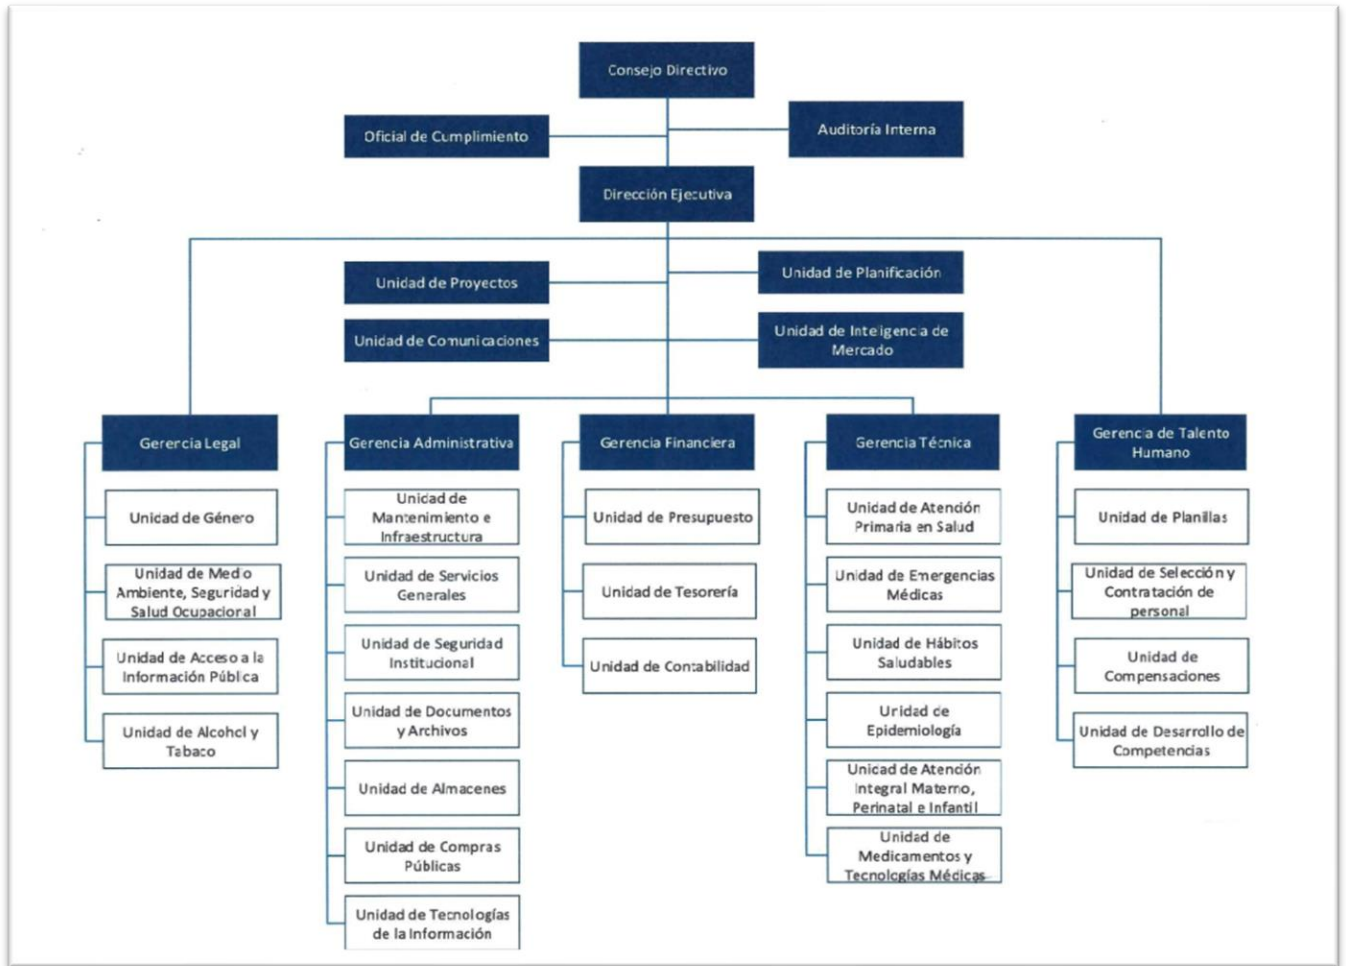 Consejo Directivo
Oficial de Cumplimiento
Auditoría Interna
Dirección Ejecutiva
Unidad de Proyectos
Unidad de Planificación
Unidad de Comunicaciones
Unidad de Inteligencia de
Mercado
Gerencia Legal
Unidad de Género
Unidad de Medio
Ambiente, Seguridad y
Salud Ocupacional
Unidad de Acceso a la
Información Pública
Unidad de Alcohol y
Tabaco
Gerencia Administrativa
Unidad de
Mantenimiento e
Infraestructura
Unidad de Servicios
Generales
Unidad de Seguridad
Institucional
Unidad de Documentos
y Archivos
Unidad de Almacenes
Unidad de Compras
Públicas
Unidad de Tecnologías
de la Información
Gerencia Financiera
Unidad de Presupuesto
Unidad de Tesorería
Unidad de Contabilidad
Gerencia Técnica
Unidad de Atención
Primaria en Salud
Unidad de Emergencias
Médicas
Unidad de Hábitos
Saludables
Unidad de
Epidemiología
Unidad de Atención
Integral Materno,
Perinatal e Infantil
Unidad de
Medicamentos y
Tecnologías Médicas
Gerencia de Talento
Humano
Unidad de Planillas
Unidad de Selección y
Contratación de
personal
Unidad de
Compensaciones
Unidad de Desarrollo de
Competencias